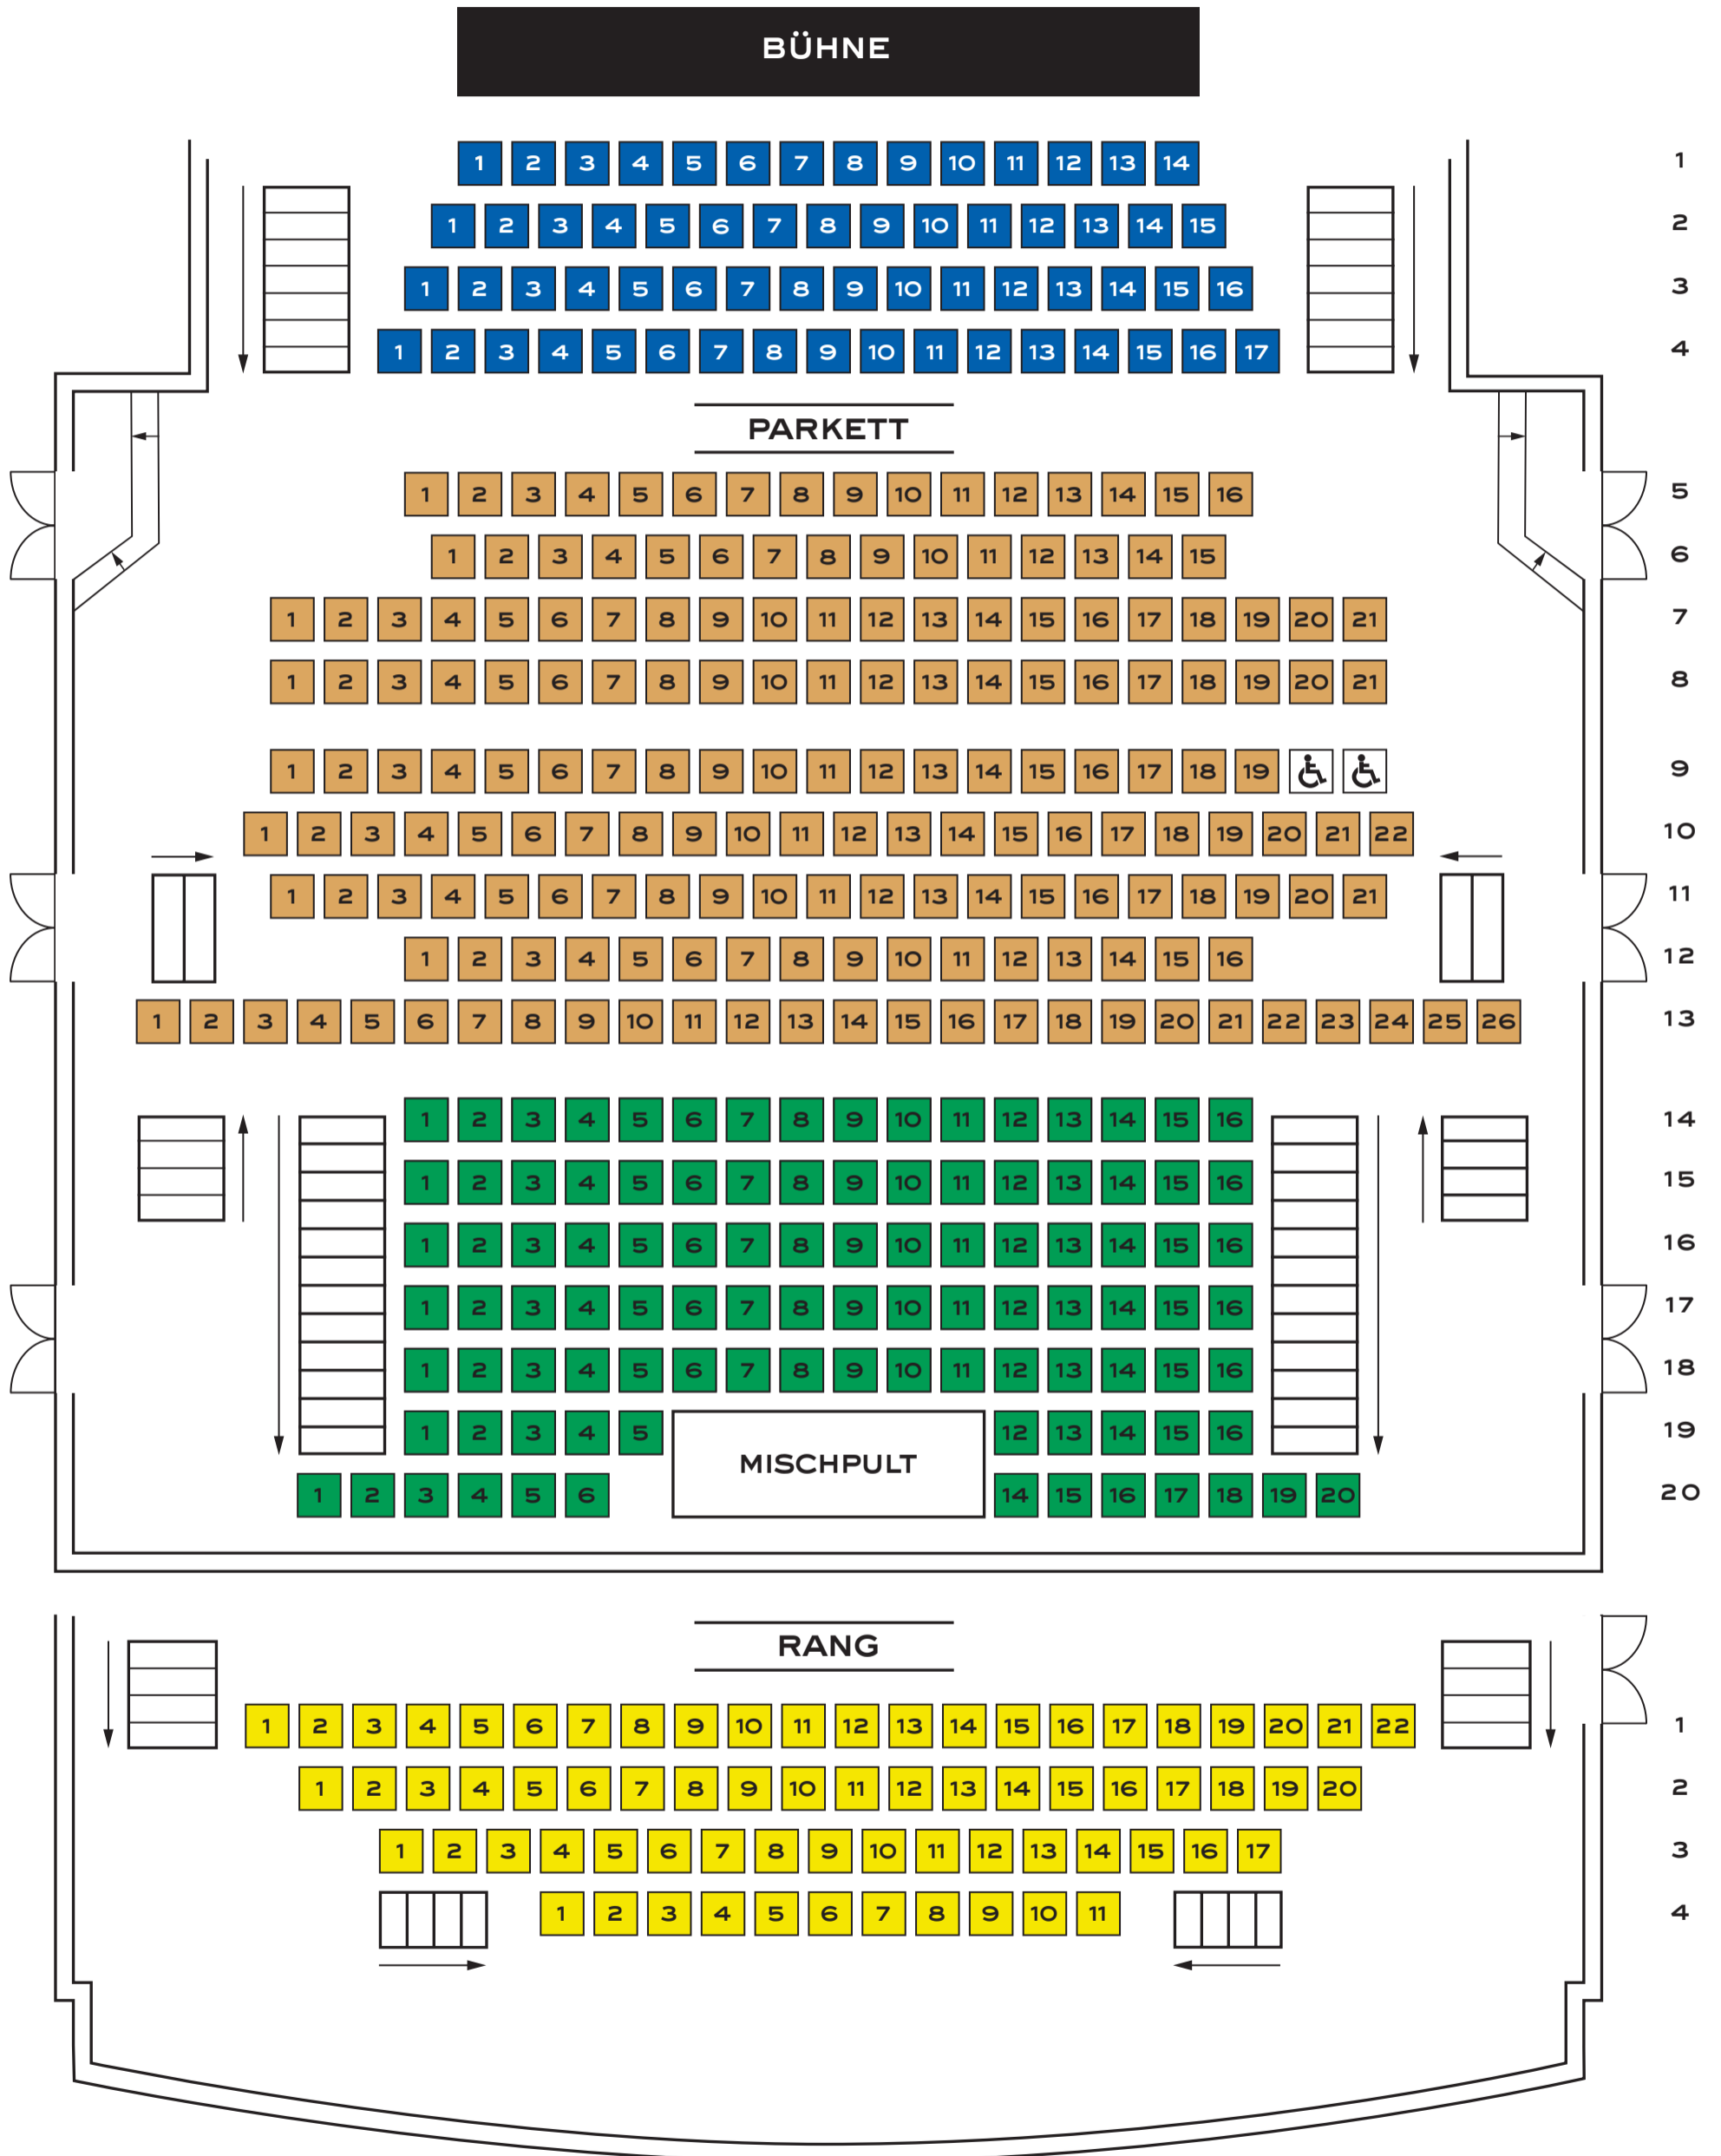 BÜHNE
1 2 3 4 5 6 7 8 9 10 11 12 13 14 1
1 2 3 4 5 6 7 8 9 10 11 12 13 14 15 2
1 2 3 4 5 6 7 8 9 10 11 12 13 14 15 16 3
1 2 3 4 5 6 7 8 9 10 11 12 13 14 15 16 17 4
PARKETT
1 2 3 4 5 6 7 8 9 10 11 12 13 14 15 16 5
1 2 3 4 5 6 7 8 9 10 11 12 13 14 15 6
1 2 3 4 5 6 7 8 9 10 11 12 13 14 15 16 17 18 19 20 21 7
1 2 3 4 5 6 7 8 9 10 11 12 13 14 15 16 17 18 19 20 21 8
1 2 3 4 5 6 7 8 9 10 11 12 13 14 15 16 17 18 19 9
1 2 3 4 5 6 7 8 9 10 11 12 13 14 15 16 17 18 19 20 21 22 10
1 2 3 4 5 6 7 8 9 10 11 12 13 14 15 16 17 18 19 20 21 11
1 2 3 4 5 6 7 8 9 10 11 12 13 14 15 16 12
1 2 3 4 5 6 7 8 9 10 11 12 13 14 15 16 17 18 19 20 21 22 23 24 25 26 13
1 2 3 4 5 6 7 8 9 10 11 12 13 14 15 16 14
1 2 3 4 5 6 7 8 9 10 11 12 13 14 15 16 15
1 2 3 4 5 6 7 8 9 10 11 12 13 14 15 16 16
1 2 3 4 5 6 7 8 9 10 11 12 13 14 15 16 17
1 2 3 4 5 6 7 8 9 10 11 12 13 14 15 16 18
1 2 3 4 5 12 13 14 15 16 19
MISCHPULT
1 2 3 4 5 6 14 15 16 17 18 19 20 20
RANG
1 2 3 4 5 6 7 8 9 10 11 12 13 14 15 16 17 18 19 20 21 22 1
1 2 3 4 5 6 7 8 9 10 11 12 13 14 15 16 17 18 19 20 2
1 2 3 4 5 6 7 8 9 10 11 12 13 14 15 16 17 3
1 2 3 4 5 6 7 8 9 10 11 4